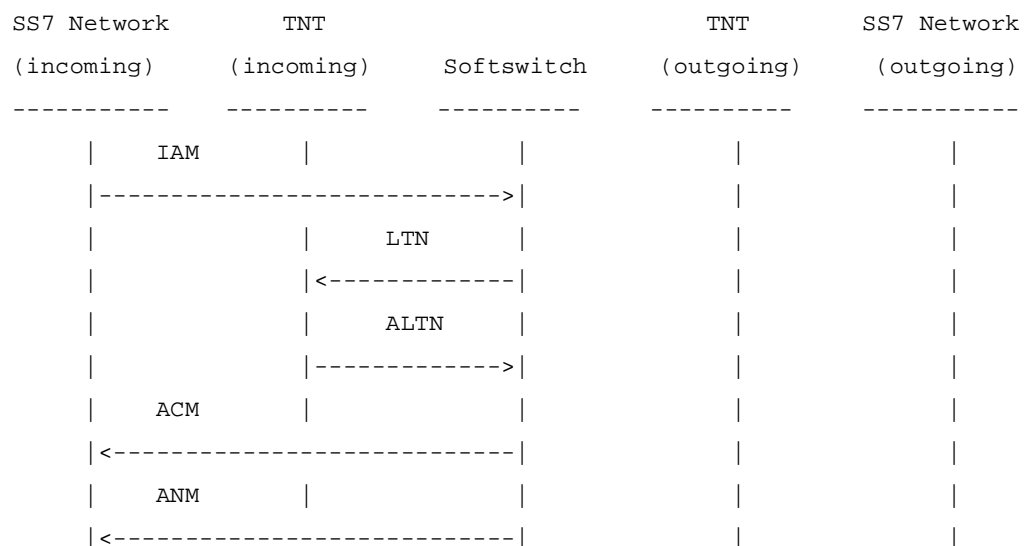 SS7 Network TNT TNT SS7 Network
(incoming) (incoming) Softswitch (outgoing) (outgoing)
----------- ---------- ---------- ---------- -----------
| IAM | | | |
|---------------------------->| | |
| | LTN | | |
| |<-------------| | |
| | ALTN | | |
| |------------->| | |
| ACM | | | |
|<----------------------------| | |
| ANM | | | |
|<----------------------------| | |